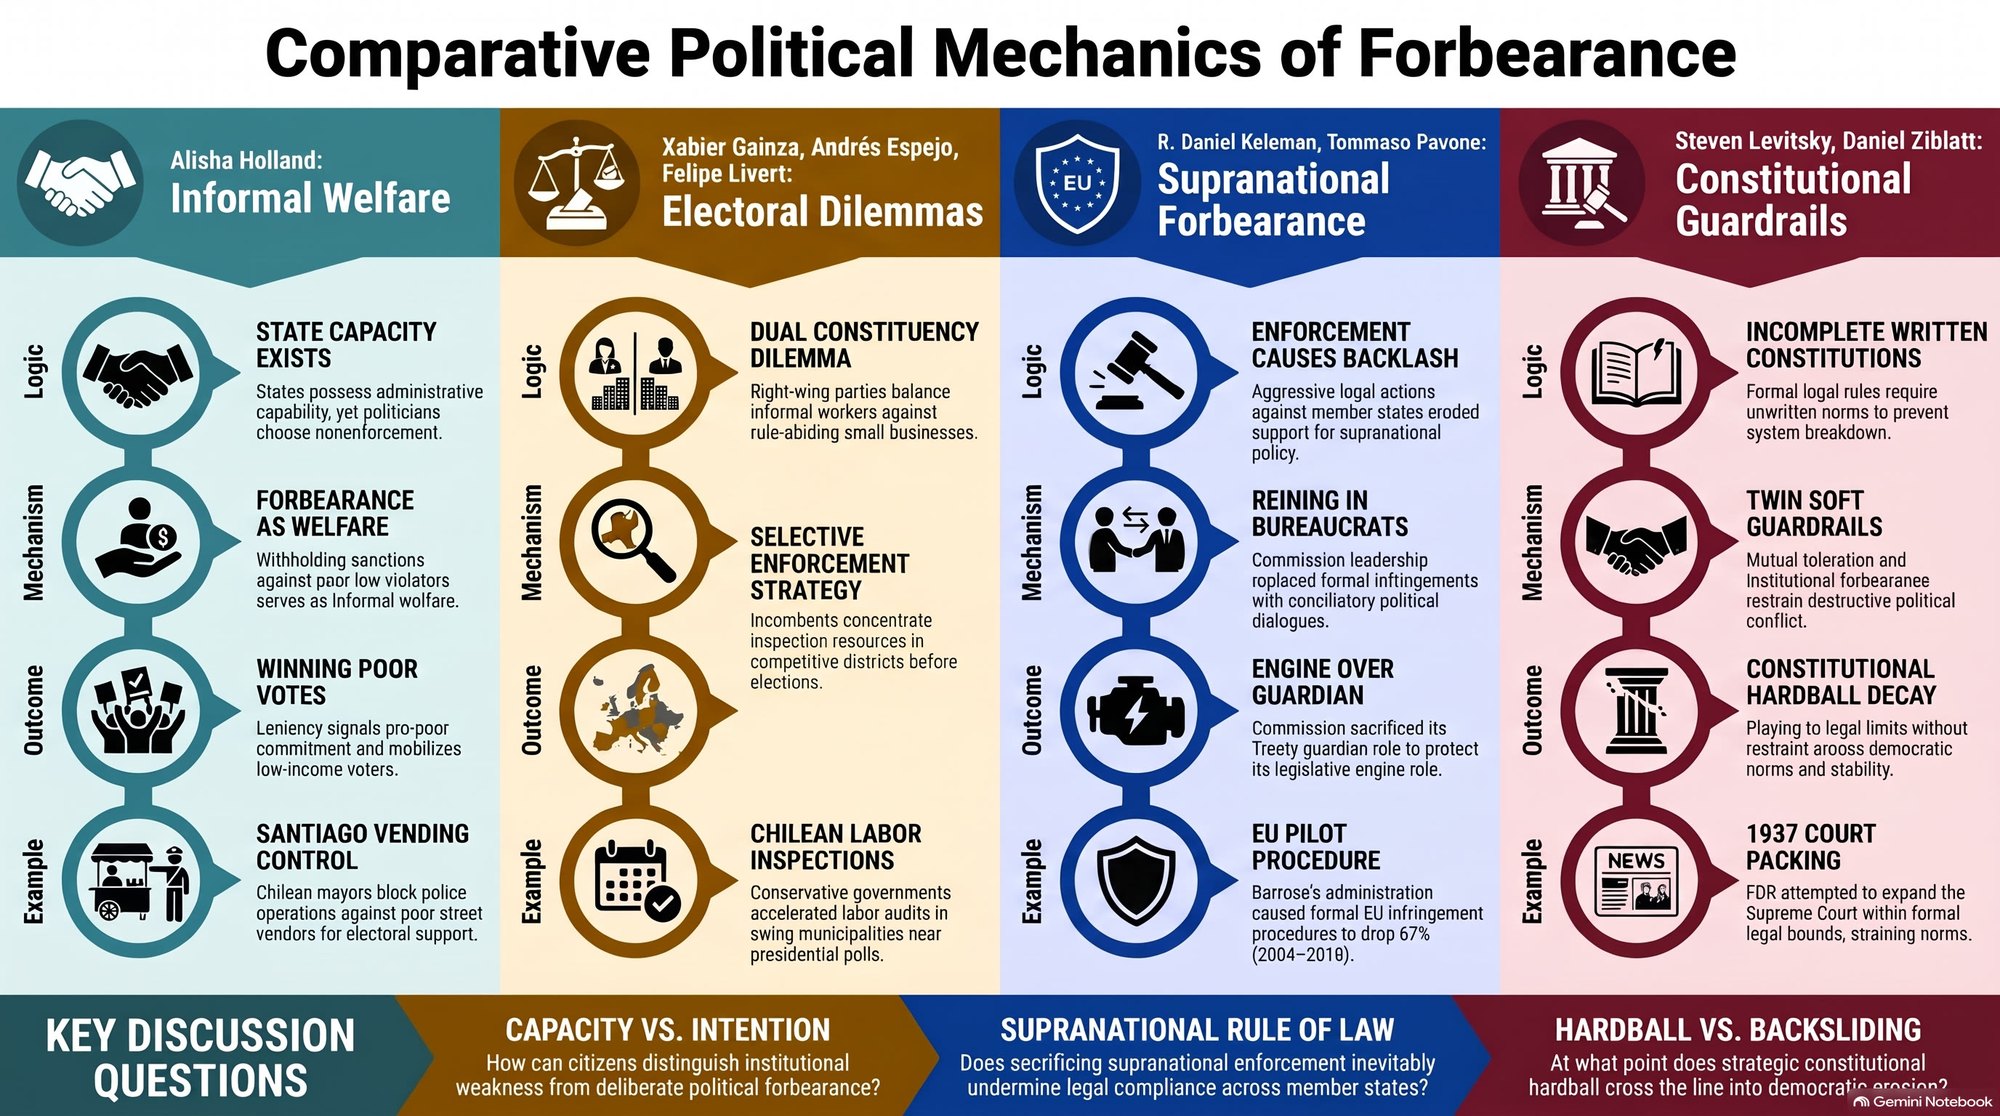 Comparative Political Mechanics of Forbearance
Alisha Holland:
Informal Welfare
Logic
STATE CAPACITY
EXISTS
States possess administrative
capability, yet politicians
choose nonenforcement.
Mechanism
FORBEARANCE
AS WELFARE
Withholding sanctions
against poor low violators
serves as Informal wolfare.
Outcome
WINNING POOR
VOTES
Leniency signals pro-poor
commitment and mobilizes
low-income voters.
Example
SANTIAGO VENDING
CONTROL
Chilean mayors block police
operations against poor street
vendors for electoral support.
Xabier Gainza, Andrés Espejo,
Felipe Livert:
Electoral Dilemmas
Logic
DUAL CONSTITUENCY
DILEMMA
Right-wing parties balance
informal workers against
rule-abiding small businesses.
Mechanism
SELECTIVE
ENFORCEMENT
STRATEGY
Incombents concentrate
inspection resources in
competitive districts before
elections.
Outcome
Example
CHILEAN LABOR
INSPECTIONS
Conservative governments
accelerated labor audits in
swing municipalities near
presidential polls.
R. Daniel Keleman, Tommaso Pavone:
Supranational
Forbearance
EU
Logic
ENFORCEMENT
CAUSES BACKLASH
Aggressive legal actions
against member states eroded
support for supranational
policy.
Mechanism
REINING IN
BUREAUCRATS
Commission leadership
roplaced formal inftingements
with conciliatory political
dialogues.
Outcome
ENGINE OVER
GUARDIAN
Commission sacrificed its
Treety guardian role to protect
its legislative engine role.
Example
EU PILOT
PROCEDURE
Barrose's administration
caused formal EU infringement
procedures to drop 67%
(2004–2018).
Steven Levitsky, Daniel Ziblatt:
Constitutional
Guardrails
Logic
INCOMPLETE WRITTEN
CONSTITUTIONS
Formal legal rules require
unwritten norms to prevent
system breakdown.
Mechanism
TWIN SOFT
GUARDRAILS
Mutual toleration and
Institutional forbearanee
restrain destructive political
conflict.
Outcome
CONSTITUTIONAL
HARDBALL DECAY
Playing to legal limits without
restraint arooss democratic
norms and stability.
Example
NEWS
1937 COURT
PACKING
FDR attempted to expand the
Supreme Court within formal
legal bounds, straining norms.
KEY DISCUSSION
QUESTIONS
CAPACITY VS. INTENTION
How can citizens distinguish institutional
weakness from deliberate political forbearance?
SUPRANATIONAL RULE OF LAW
Does secrificing supranational enforcement inevitably
undermine legal compliance across member states?
HARDBALL VS. BACKSLIDING
At what point does strategic constitutional
hardball cross the line into democratic erosion?
Gemini Notebook